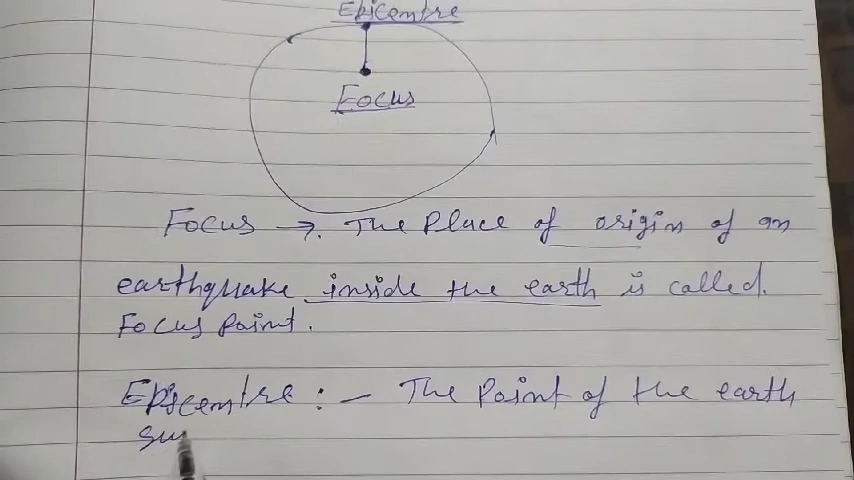 Epicentre
Focus
Focus →. The Place of origin of an
earthquake inside the earth is called.
Focus Point.
Epicentre : - The Point of the earth
su